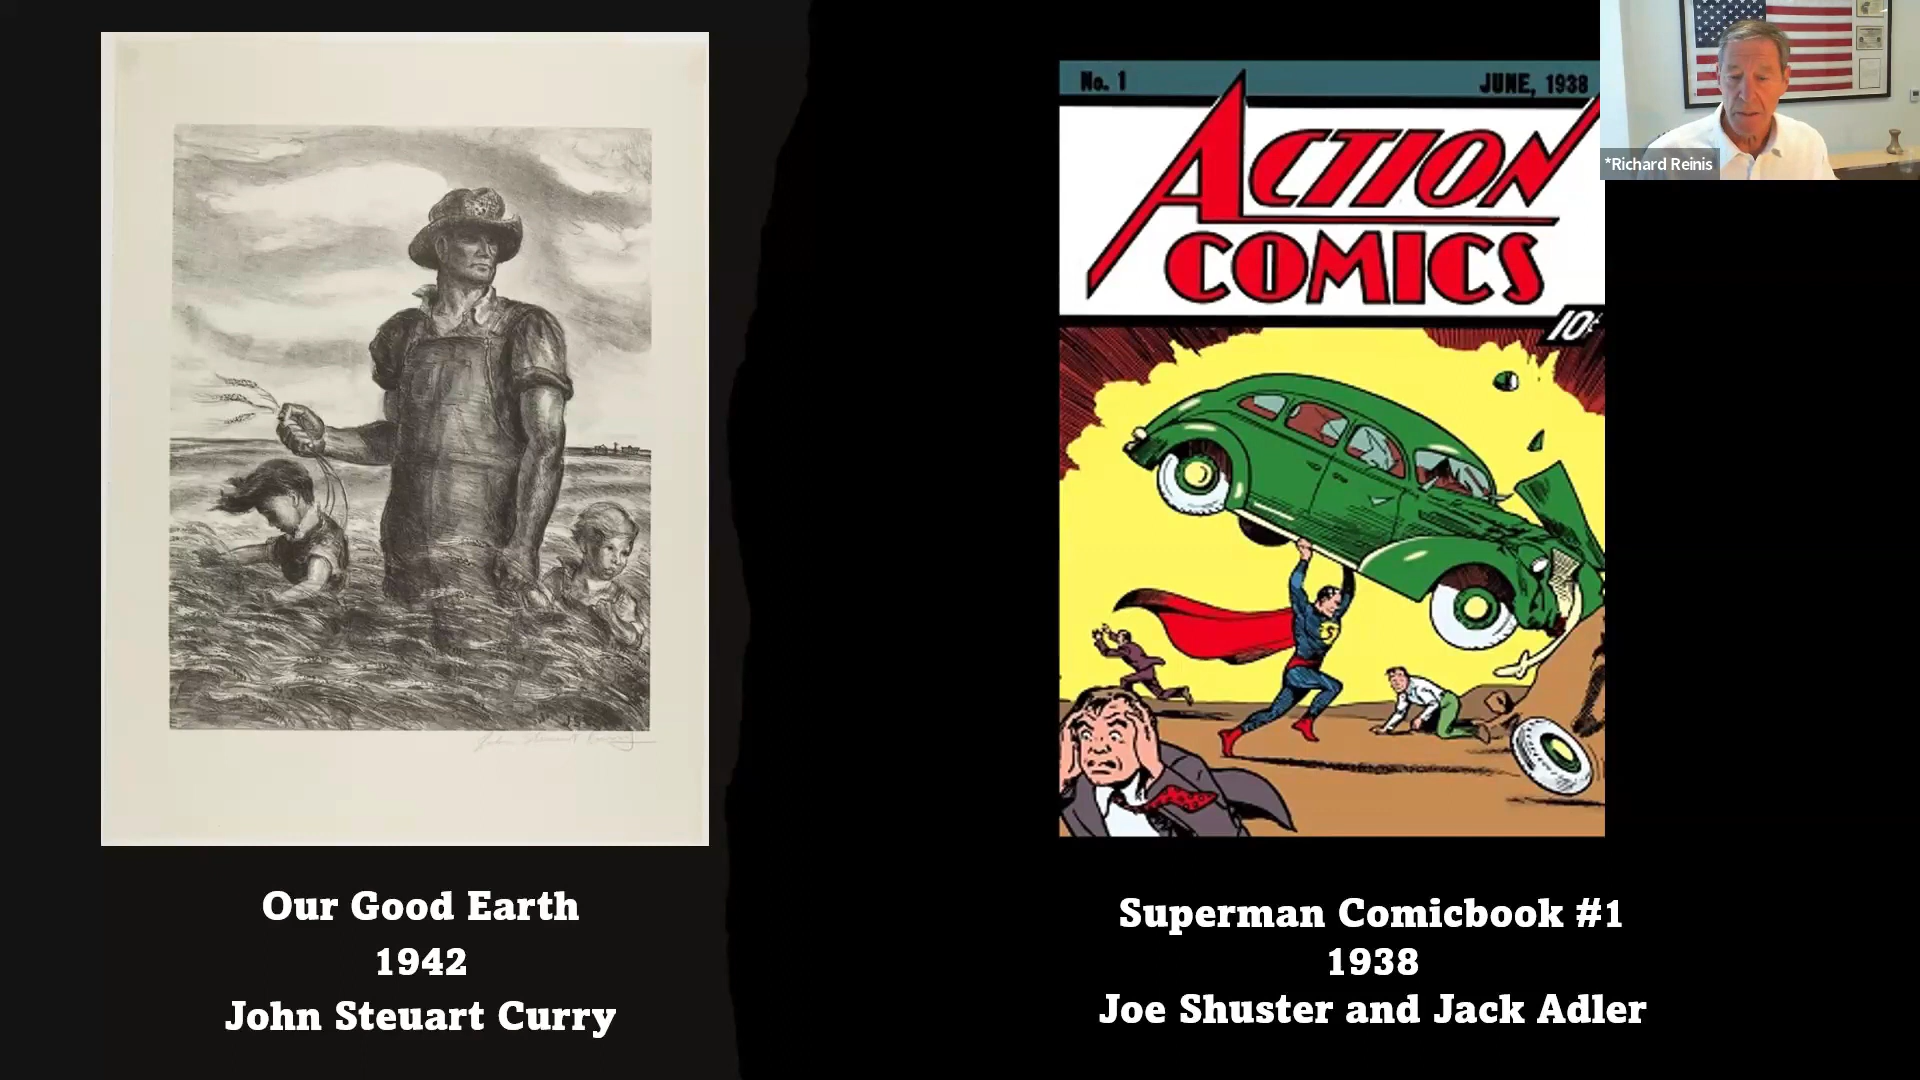 No. 1
JUNE, 1938
ACTION
COMICS
10¢
S
*Richard Reinis
Our Good Earth
1942
John Steuart Curry
Superman Comicbook #1
1938
Joe Shuster and Jack Adler